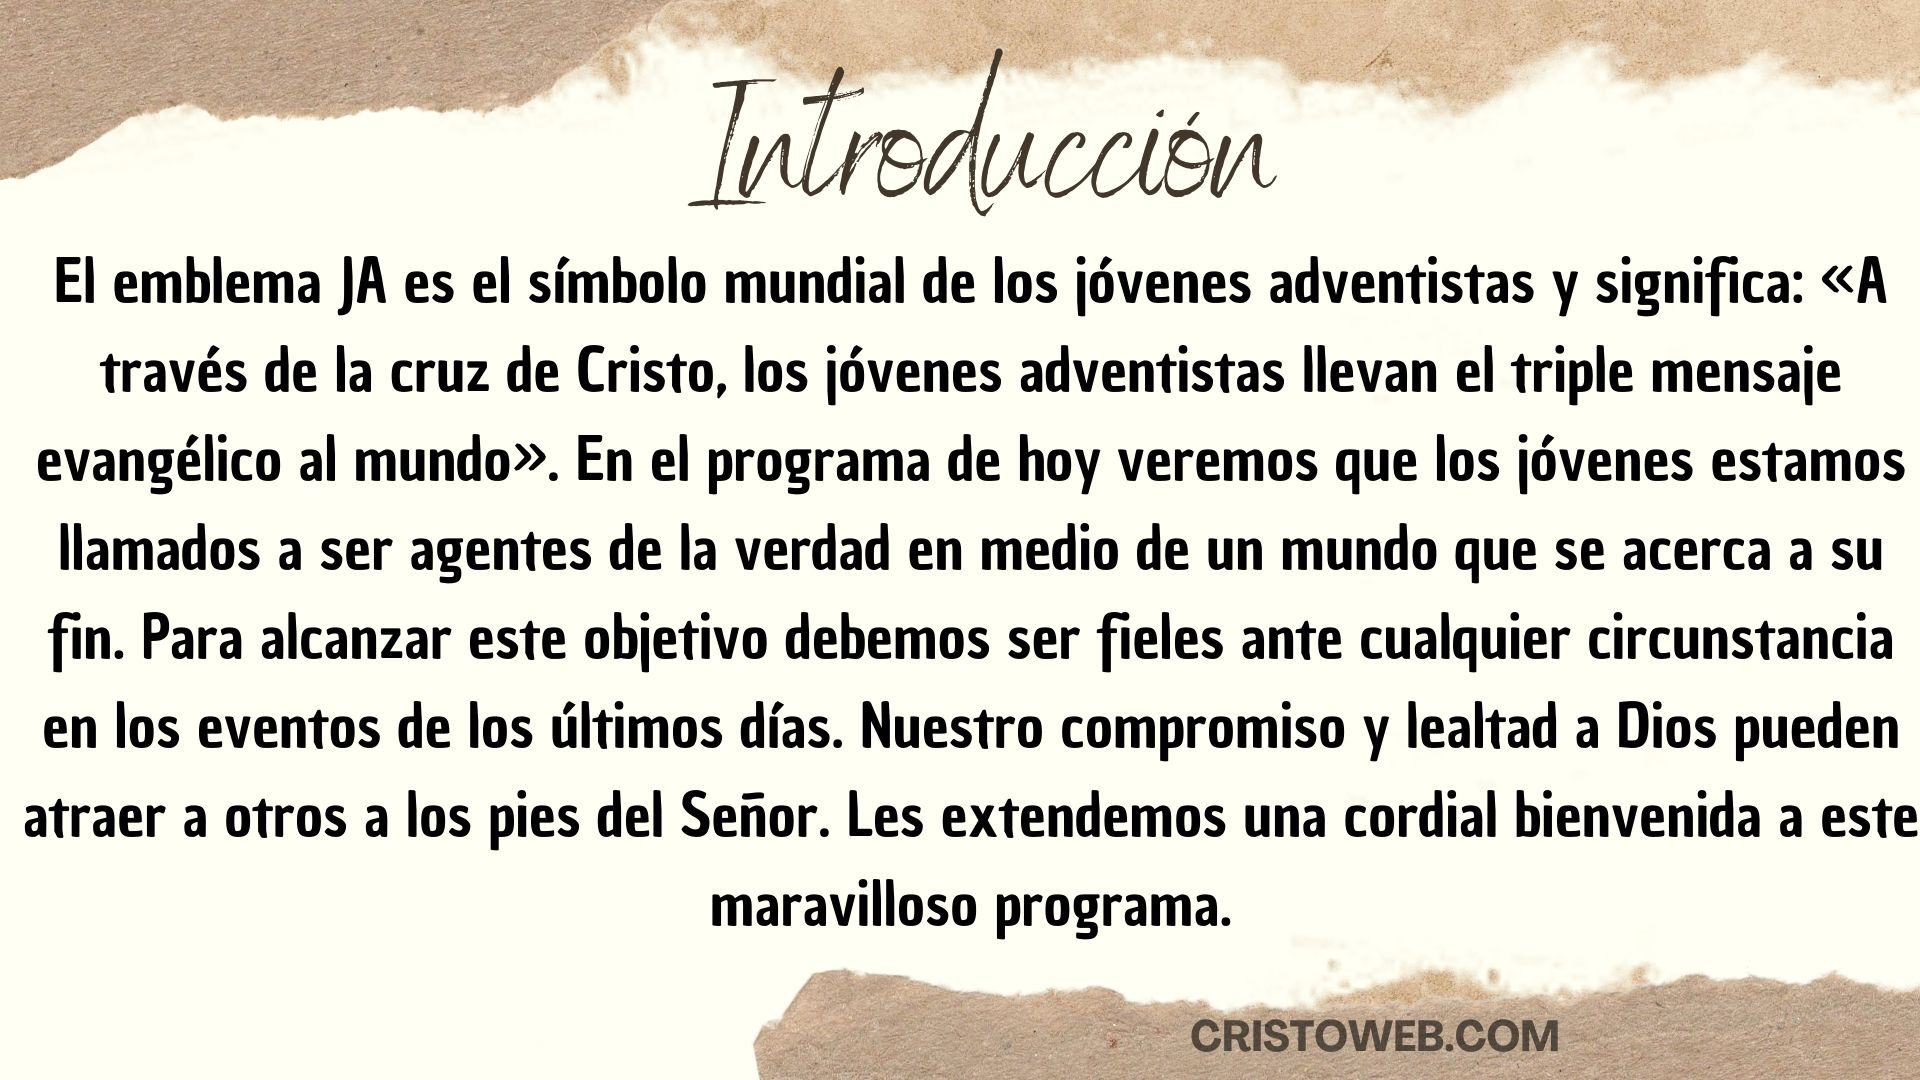 Introducción
El emblema JA es el símbolo mundial de los jóvenes adventistas y significa: «A
través de la cruz de Cristo, los jóvenes adventistas llevan el triple mensaje
evangélico al mundo». En el programa de hoy veremos que los jóvenes estamos
llamados a ser agentes de la verdad en medio de un mundo que se acerca a su
fin. Para alcanzar este objetivo debemos ser fieles ante cualquier circunstancia
en los eventos de los últimos días. Nuestro compromiso y lealtad a Dios pueden
atraer a otros a los pies del Señor. Les extendemos una cordial bienvenida a este
maravilloso programa.
CRISTOWEB.COM